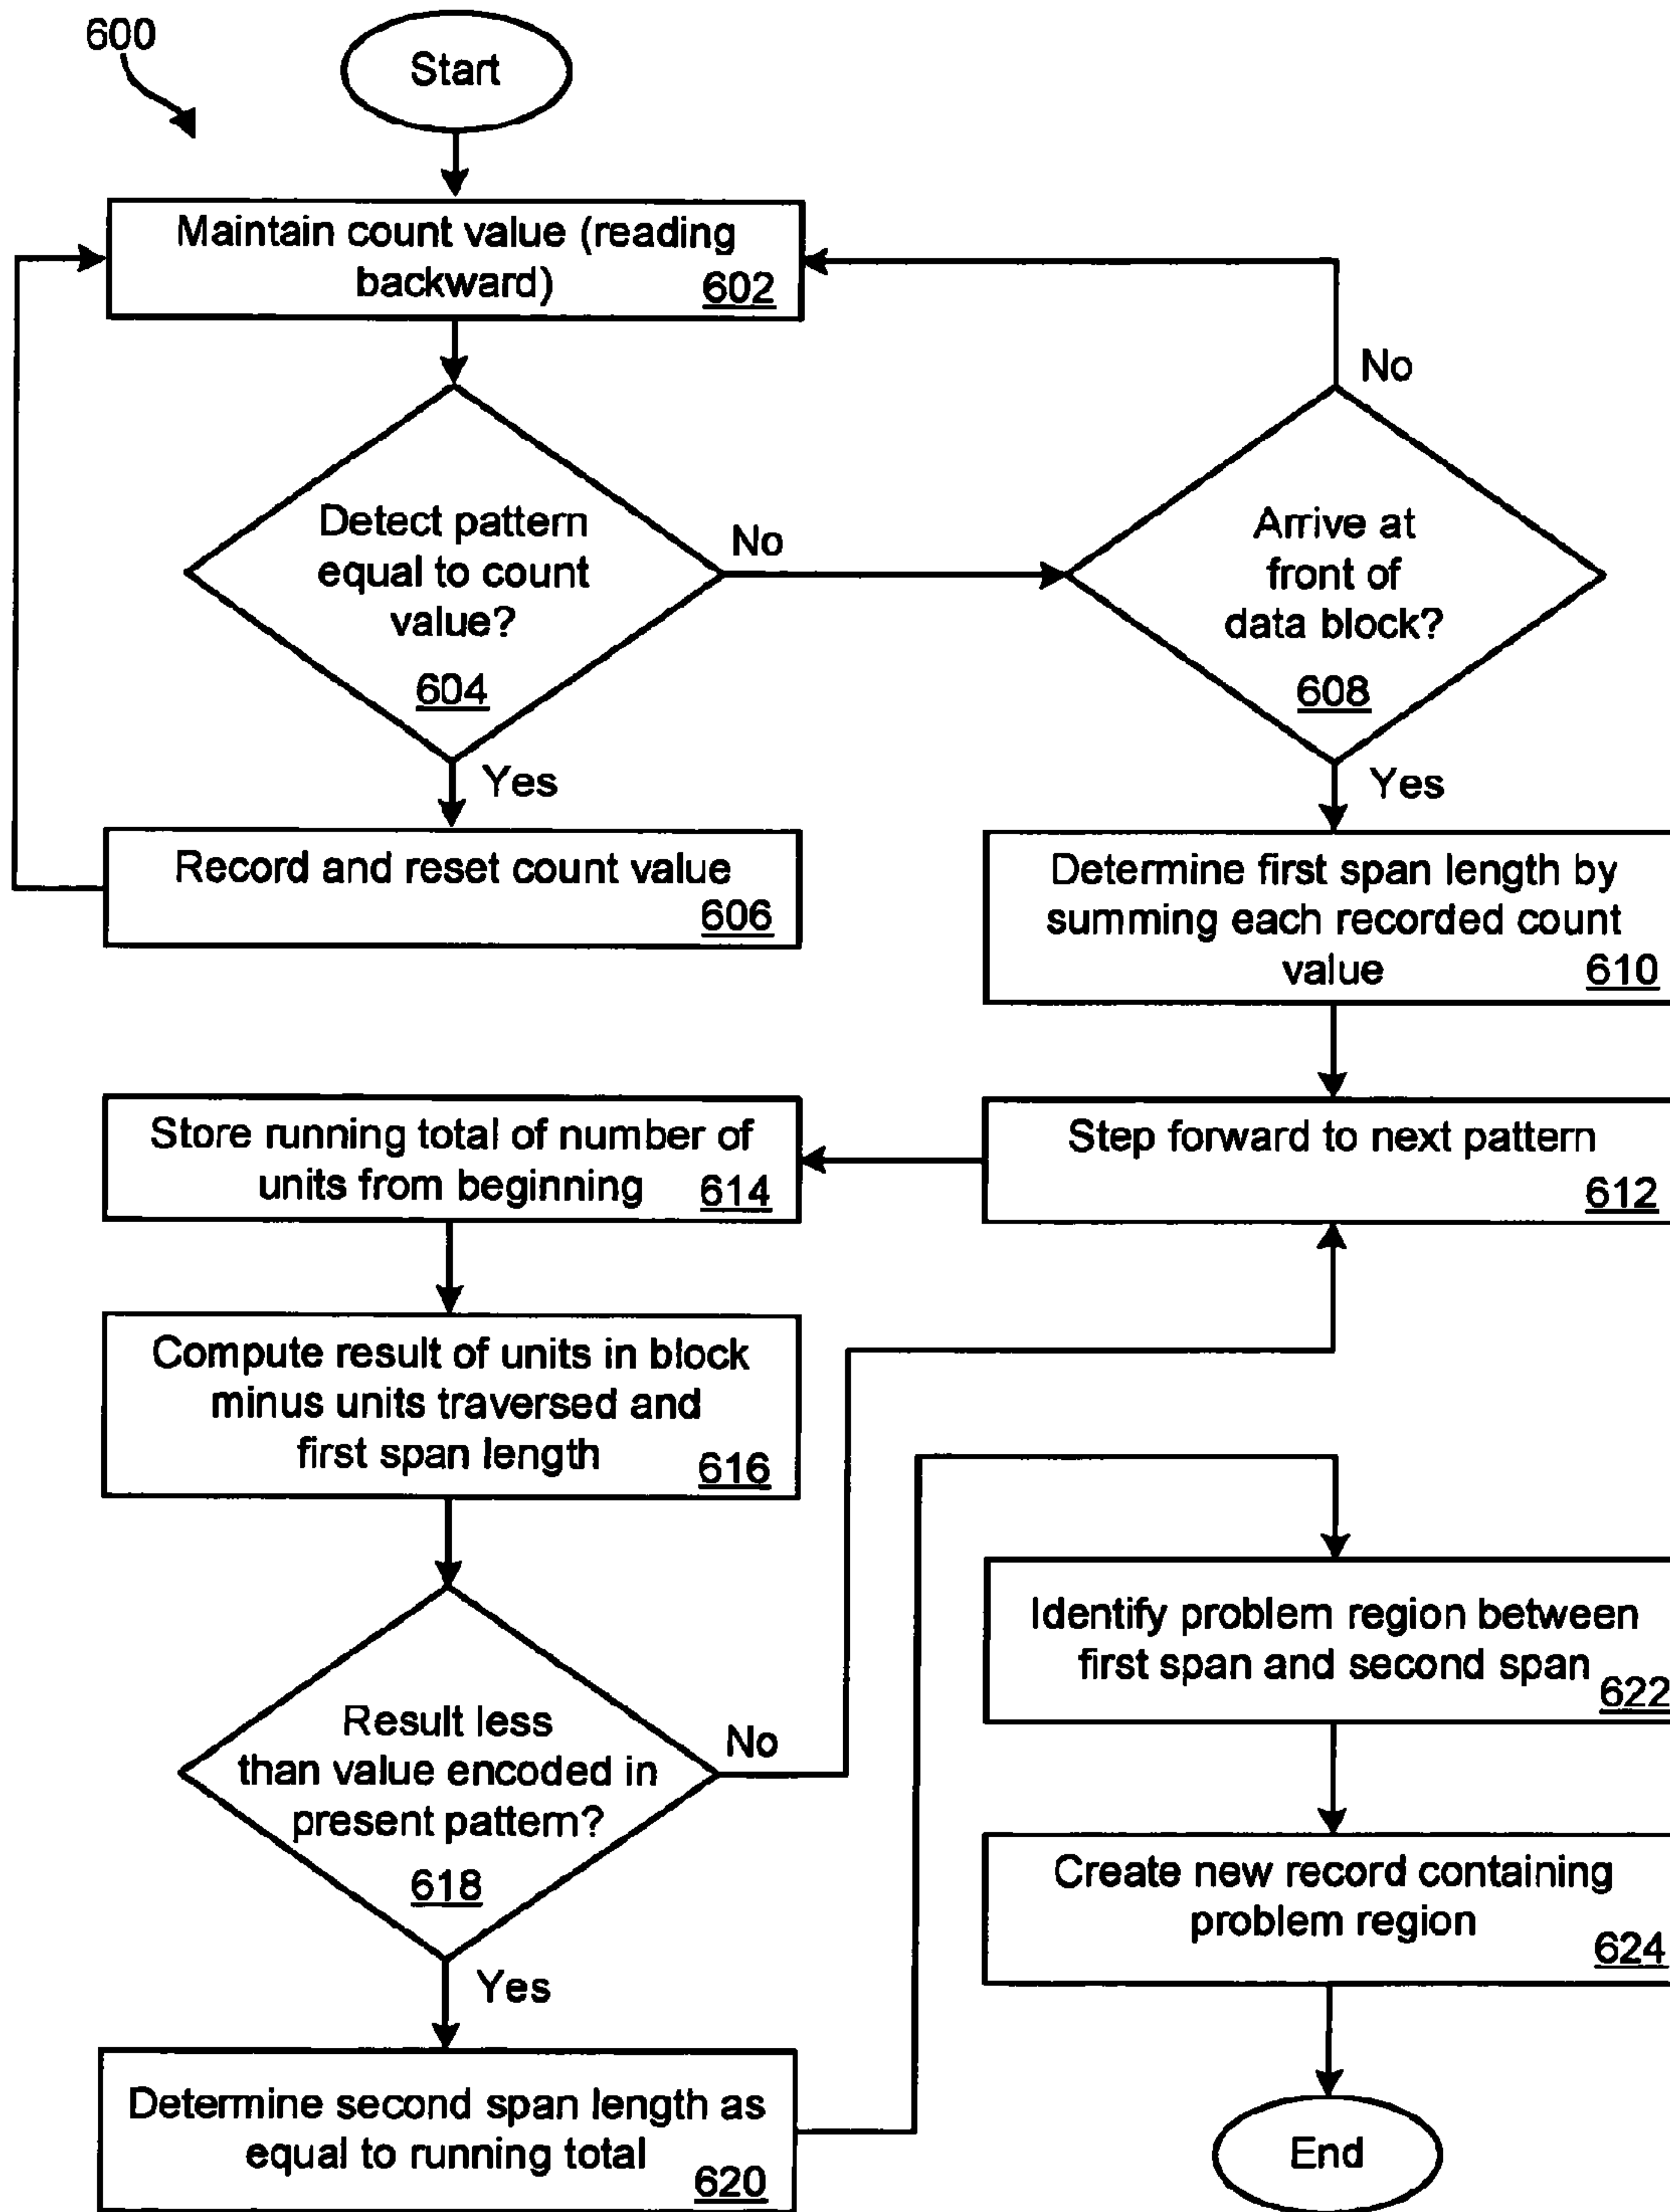 600
Start
Maintain count value (reading
backward)
602
Detect pattern
equal to count
value?
604
No
Yes
Arrive at
front of
data block?
608
No
Yes
Record and reset count value
606
Determine first span length by
summing each recorded count
value
610
Step forward to next pattern
612
Store running total of number of
units from beginning
614
Compute result of units in block
minus units traversed and
first span length
616
Result less
than value encoded in
present pattern?
618
No
Yes
Determine second span length as
equal to running total
620
Identify problem region between
first span and second span
622
Create new record containing
problem region
624
End